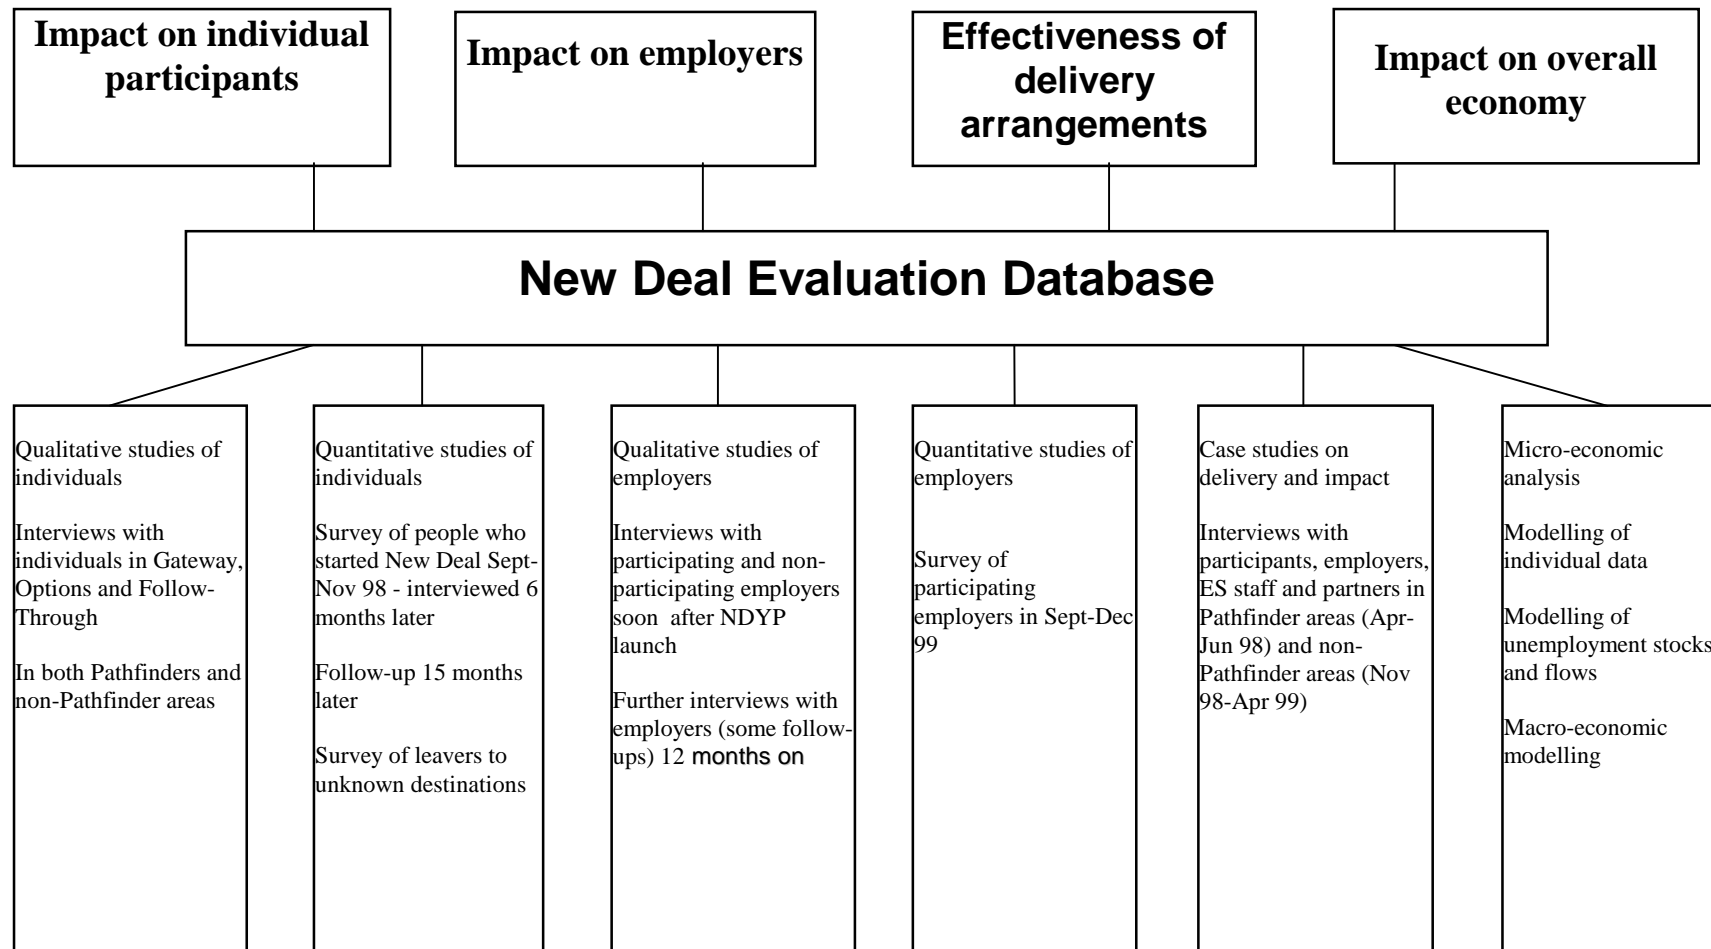 Impact on individual
participants
Impact on employers
Effectiveness of
delivery
arrangements
Impact on overall
economy
New Deal Evaluation Database
Qualitative studies of
individuals
Interviews with
individuals in Gateway,
Options and Follow-
Through
In both Pathfinders and
non-Pathfinder areas
Quantitative studies of
individuals
Survey of people who
started New Deal Sept-
Nov 98 - interviewed 6
months later
Follow-up 15 months
later
Survey of leavers to
unknown destinations
Qualitative studies of
employers
Interviews with
participating and non-
participating employers
soon after NDYP
launch
Further interviews with
employers (some follow-
ups) 12 months on
Quantitative studies of
employers
Survey of
participating
employers in Sept-Dec
99
Case studies on
delivery and impact
Interviews with
participants, employers,
ES staff and partners in
Pathfinder areas (Apr-
Jun 98) and non-
Pathfinder areas (Nov
98-Apr 99)
Micro-economic
analysis
Modelling of
individual data
Modelling of
unemployment stocks
and flows
Macro-economic
modelling